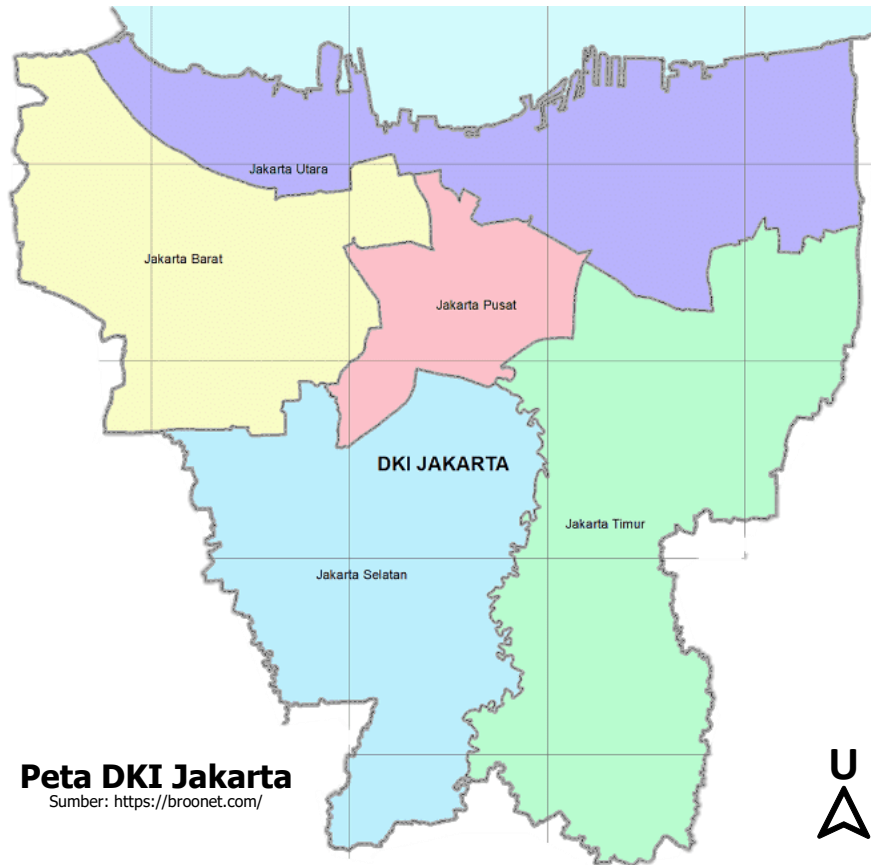 Jakarta Utara
Jakarta Barat
Jakarta Pusat
DKI JAKARTA
Jakarta Timur
Jakarta Selatan
Peta DKI Jakarta
Sumber: https://broonet.com/
U